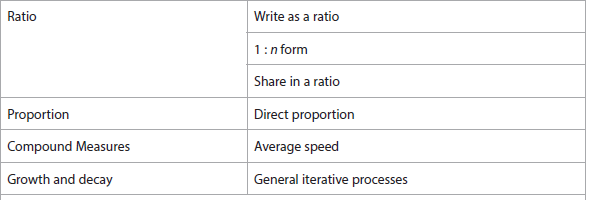 Ratio Write as a ratio
1 : n form
Share in a ratio
Proportion Direct proportion
Compound Measures Average speed
Growth and decay General iterative processes